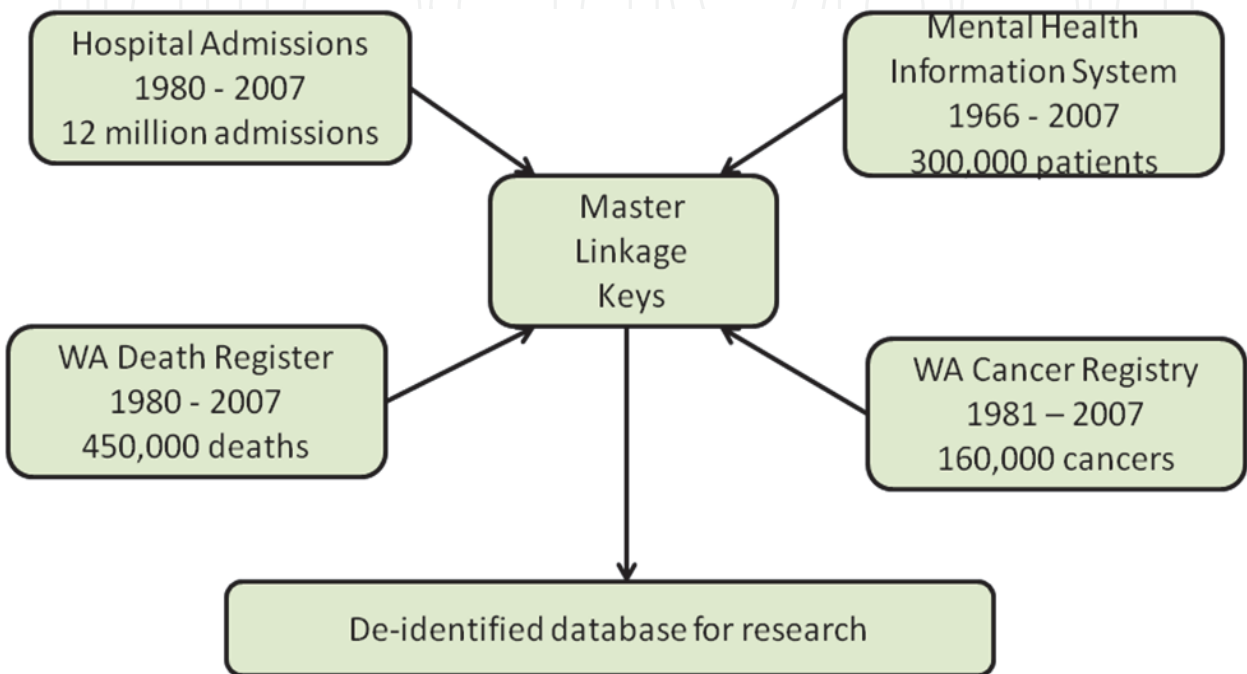 Hospital Admissions
1980 - 2007
12 million admissions
Mental Health
Information System
1966 - 2007
300,000 patients
Master
Linkage
Keys
WA Death Register
1980 - 2007
450,000 deaths
WA Cancer Registry
1981 – 2007
160,000 cancers
De-identified database for research